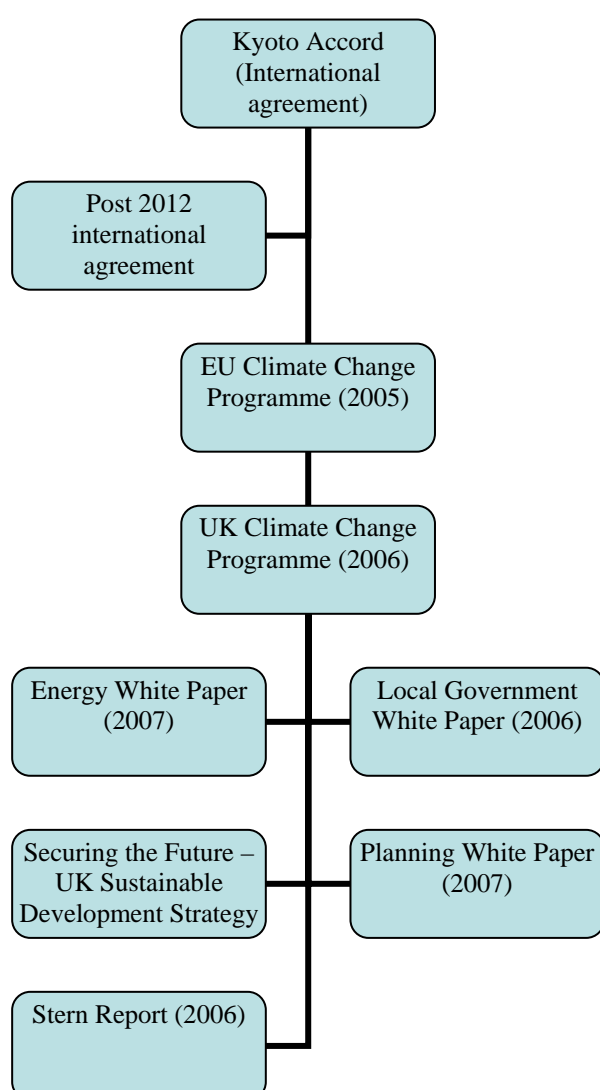 Kyoto Accord
(International
agreement)
Post 2012
international
agreement
EU Climate Change
Programme (2005)
UK Climate Change
Programme (2006)
Energy White Paper
(2007)
Local Government
White Paper (2006)
Securing the Future –
UK Sustainable
Development Strategy
Planning White Paper
(2007)
Stern Report (2006)